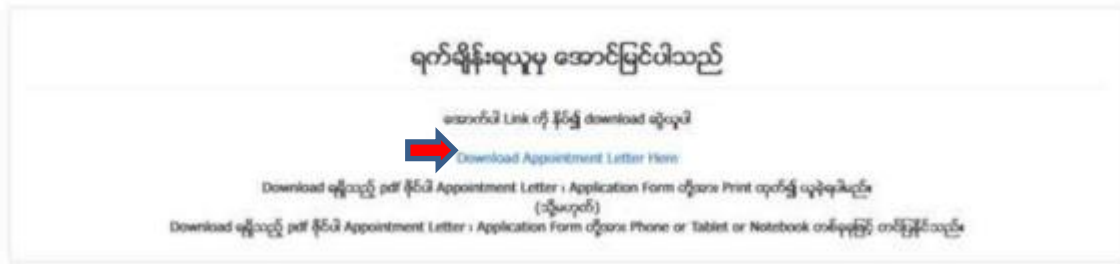 ရက်ချိန်းရယူမှု အောင်မြင်ပါသည်
အောက်ပါ Link ကို နှိပ်၍ download ဆွဲယူပါ
Download Appointment Letter Here
Download ရရှိသည့် pdf ဖိုင်ပါ Appointment Letter ၊ Application Form တို့အား Print ထုတ်၍ ယူခဲ့ရပါမည်။
(သို့မဟုတ်)
Download ရရှိသည့် pdf ဖိုင်ပါ Appointment Letter ၊ Application Form တို့အား Phone or Tablet or Notebook တစ်ခုခုဖြင့် တင်ပြနိုင်သည်။